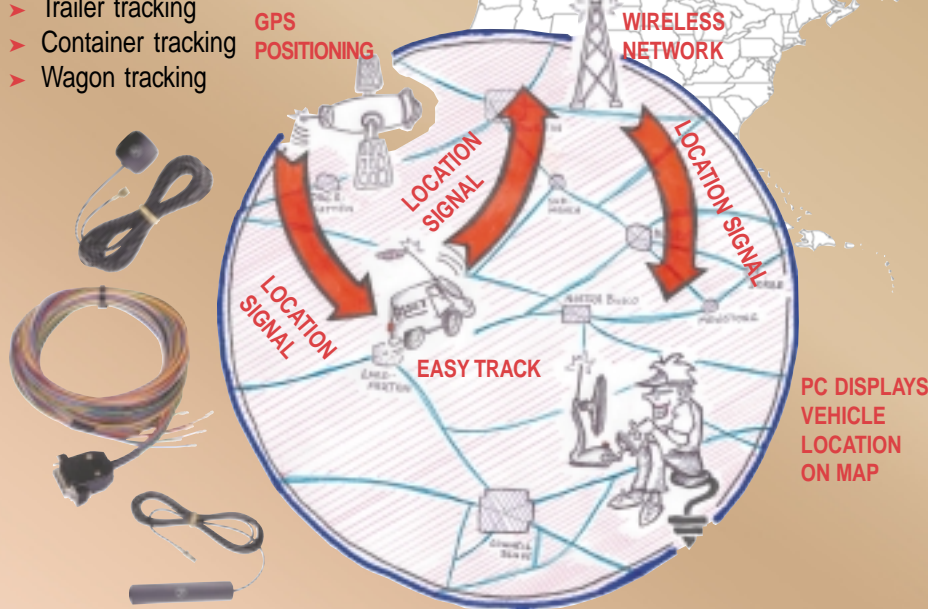 ➤ Trailer tracking
➤ Container tracking
➤ Wagon tracking
GPS
POSITIONING
WIRELESS
NETWORK
LOCATION
SIGNAL
LOCATION SIGNAL
LOCATION
SIGNAL
EASY TRACK
PC DISPLAYS
VEHICLE
LOCATION
ON MAP